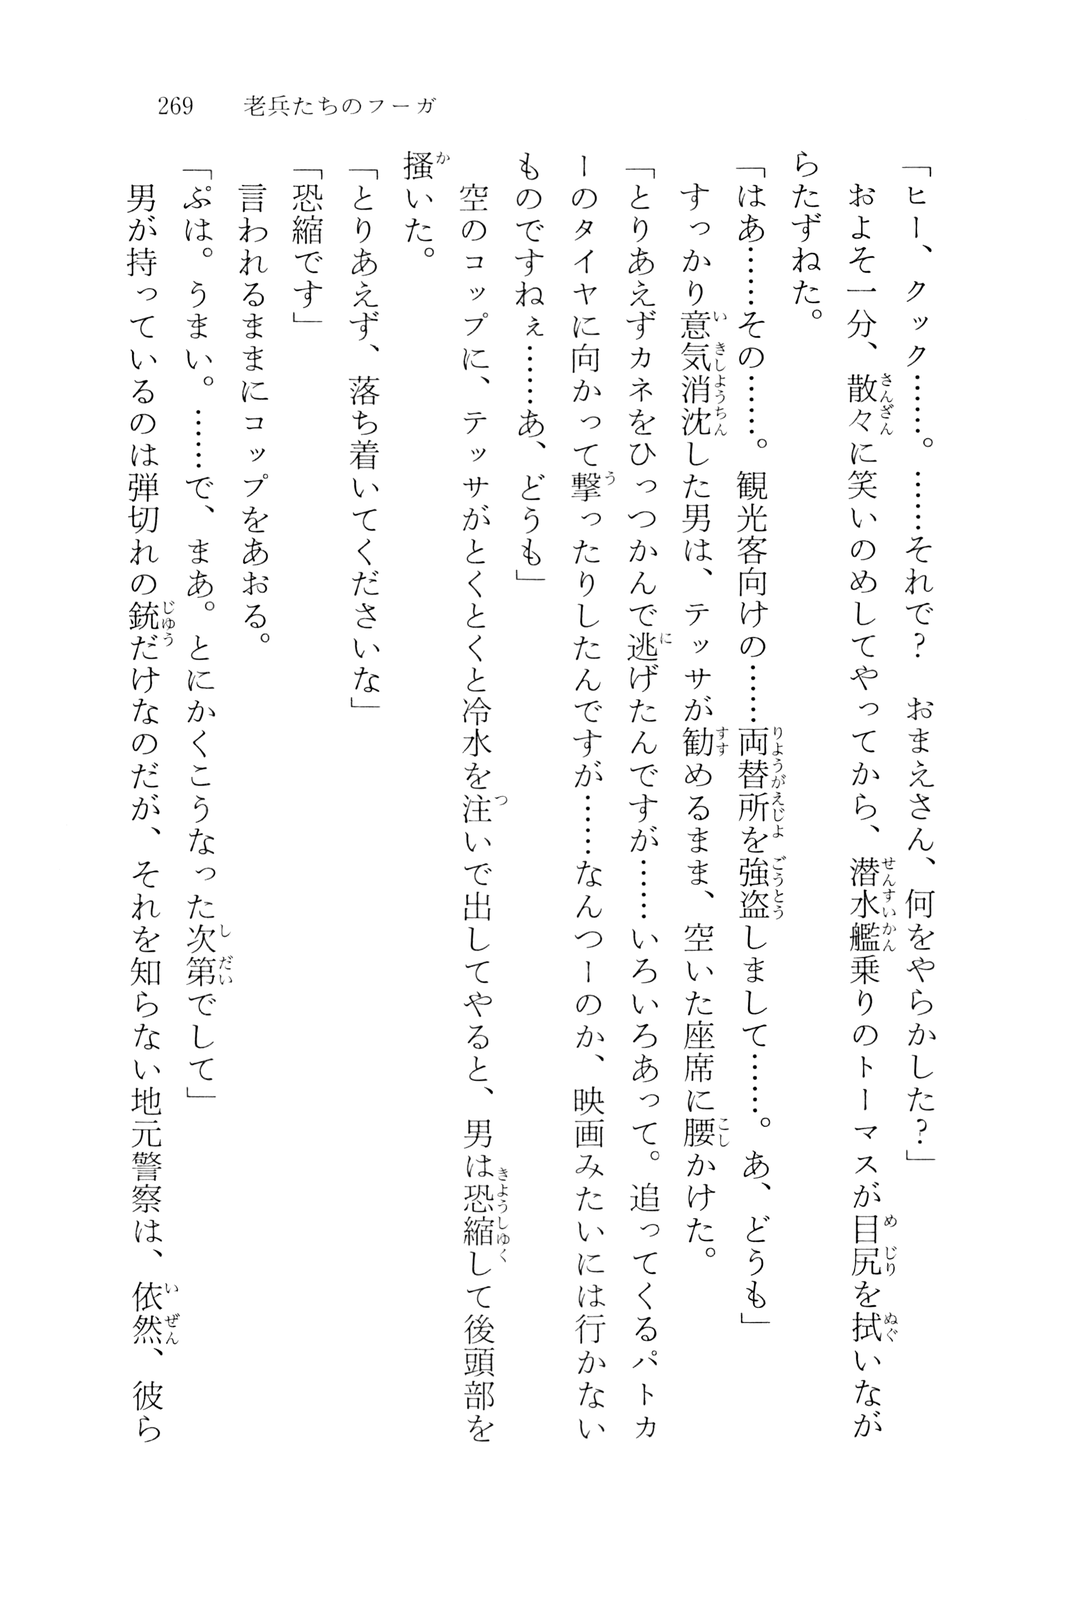 269　老兵たちのフーガ
「ヒー、クック……。……それで？　おまえさん、何をやらかした？」
　およそ一分、散々に笑いのめしてやってから、潜水艦乗りのトーマスが目尻を拭いなが
らたずねた。
「はあ……その……。観光客向けの……両替所を強盗しまして……。あ、どうも」
　すっかり意気消沈した男は、テッサが勧めるまま、空いた座席に腰かけた。
「とりあえずカネをひっつかんで逃げたんですが……いろいろあって。追ってくるパトカ
ーのタイヤに向かって撃ったりしたんですが……なんつーのか、映画みたいには行かない
ものですねぇ……あ、どうも」
　空のコップに、テッサがとくとくと冷水を注いで出してやると、男は恐縮して後頭部を
掻いた。
「とりあえず、落ち着いてくださいな」
「恐縮です」
　言われるままにコップをあおる。
「ぷは。うまい。……で、まあ。とにかくこうなった次第でして」
　男が持っているのは弾切れの銃だけなのだが、それを知らない地元警察は、依然、彼ら